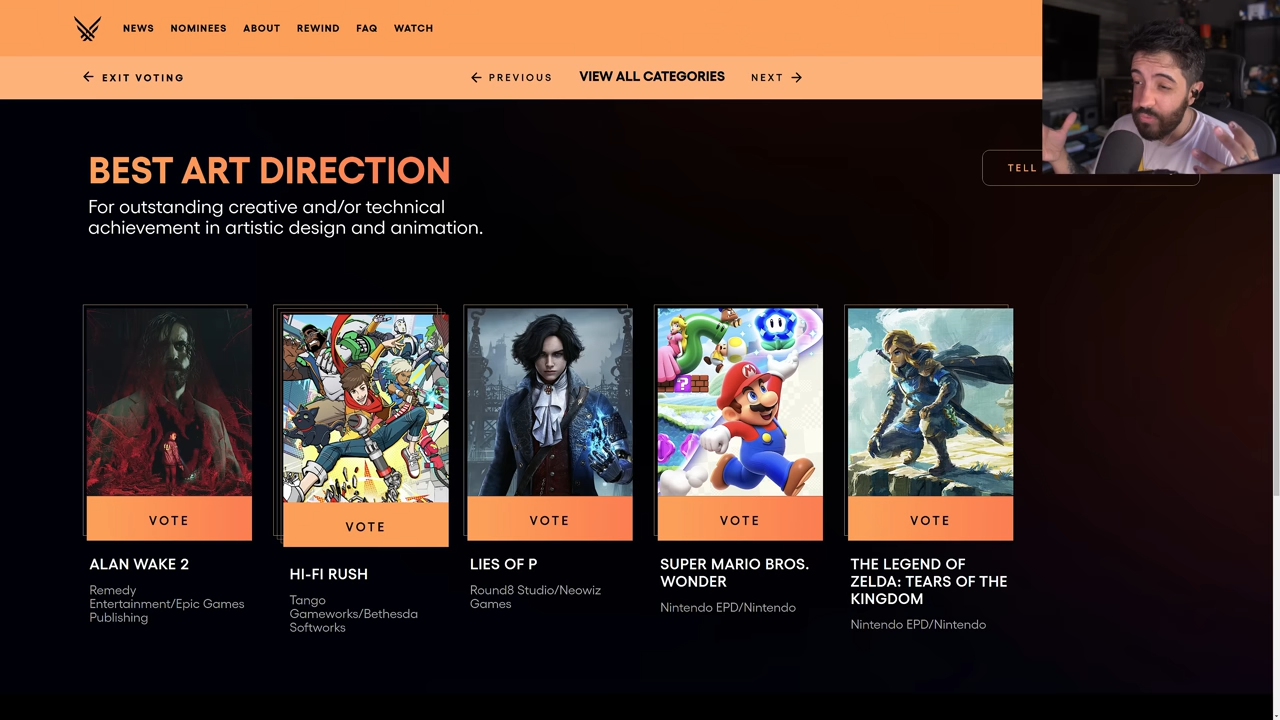 NEWS NOMINEES ABOUT REWIND FAQ WATCH
EXIT VOTING
PREVIOUS VIEW ALL CATEGORIES NEXT
BEST ART DIRECTION
For outstanding creative and/or technical
achievement in artistic design and animation.
TELL
VOTE
ALAN WAKE 2
Remedy
Entertainment/Epic Games
Publishing
VOTE
HI-FI RUSH
Tango
Gameworks/Bethesda
Softworks
VOTE
LIES OF P
Round8 Studio/Neowiz
Games
VOTE
SUPER MARIO BROS.
WONDER
Nintendo EPD/Nintendo
VOTE
THE LEGEND OF
ZELDA: TEARS OF THE
KINGDOM
Nintendo EPD/Nintendo